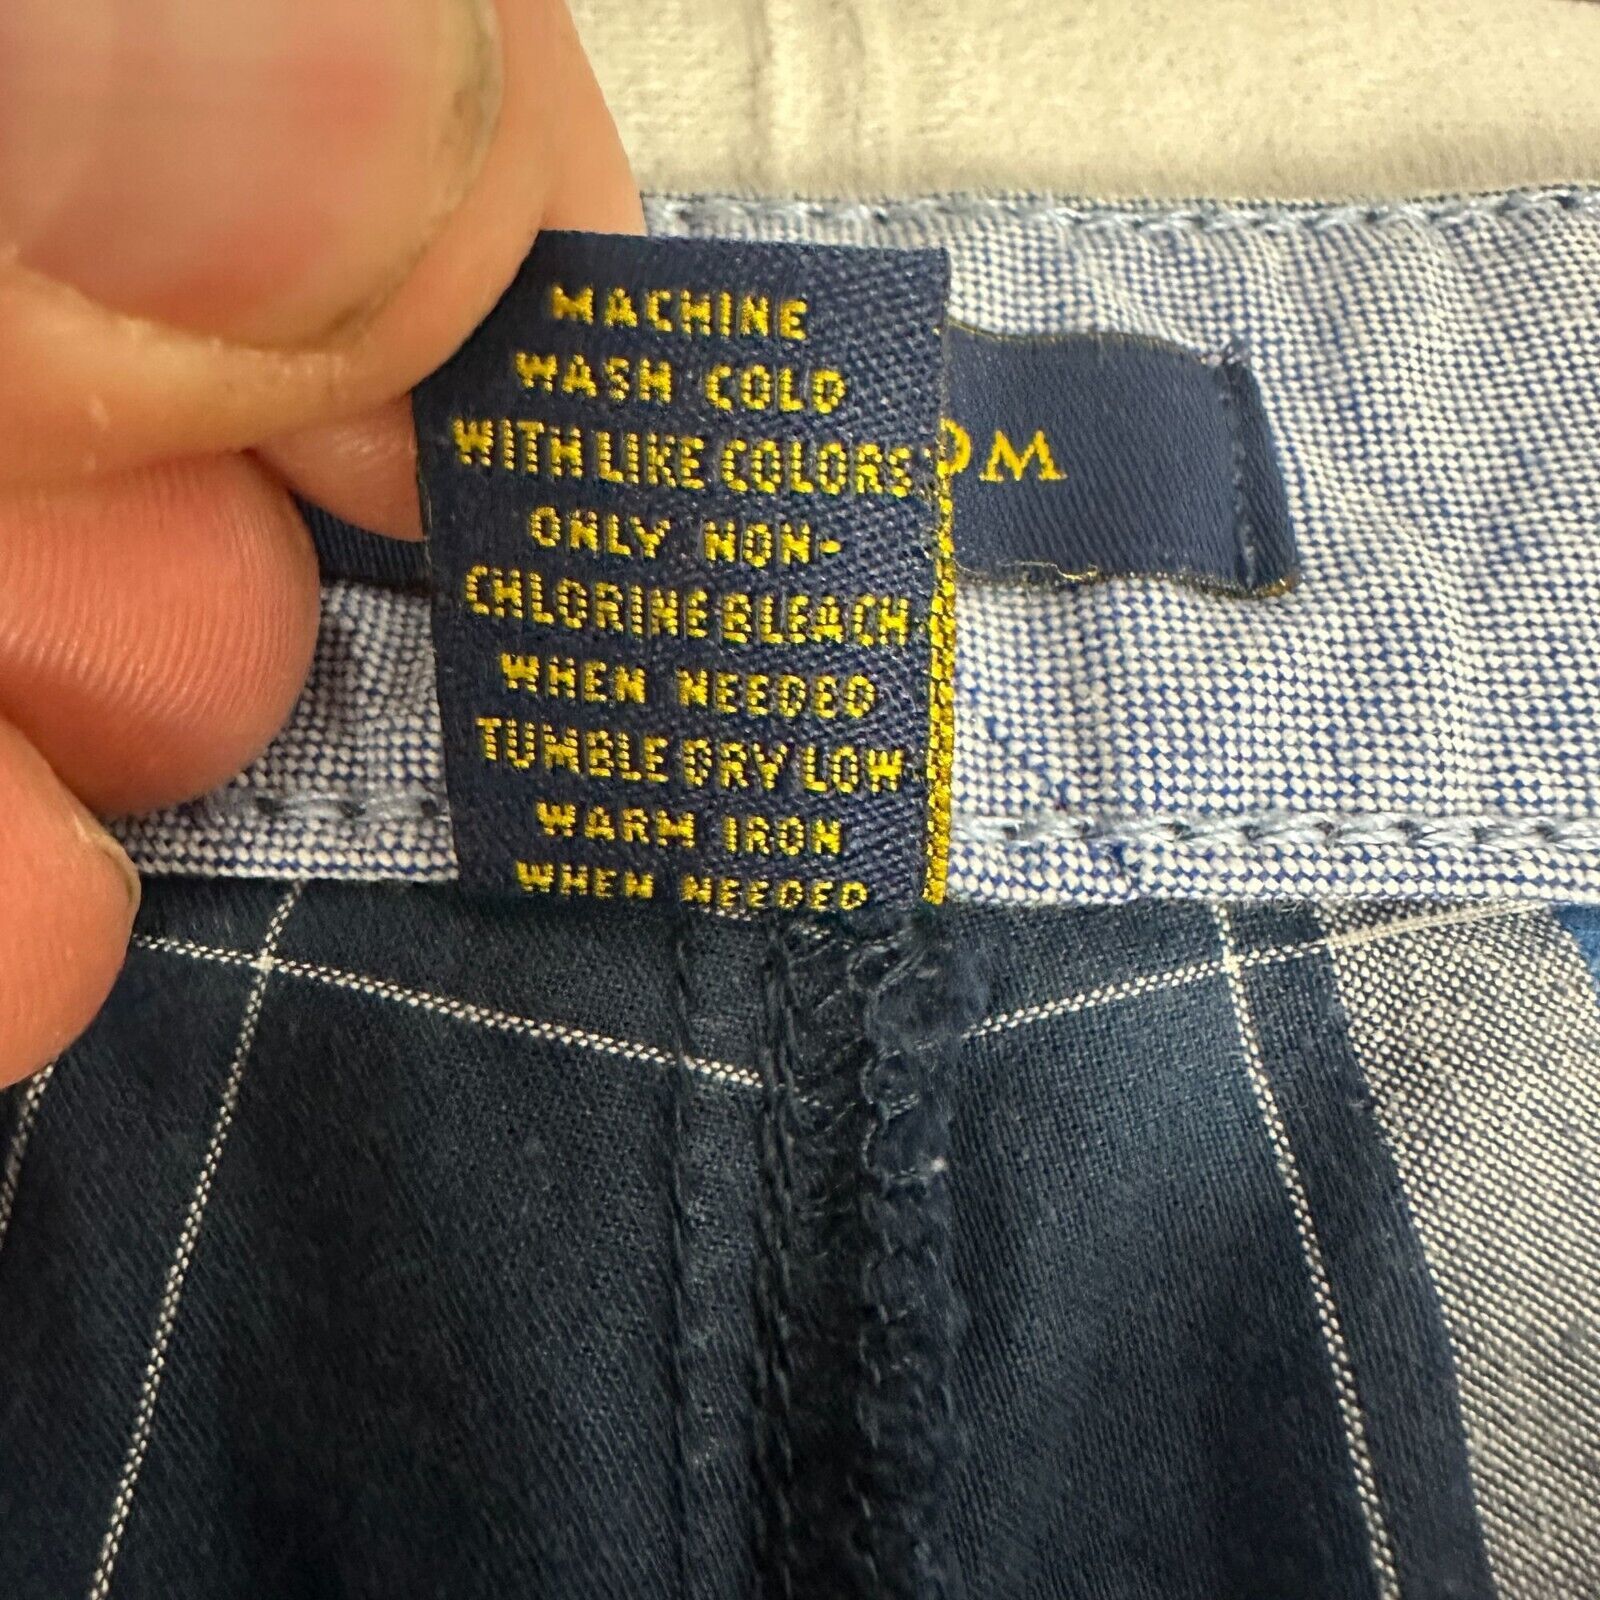 MACHINE
WASH COLD
WITH LIKE COLORS
ONLY NON-
CHLORINE BLEACH
WHEN NEEDED
TUMBLE DRY LOW
WARM IRON
WHEN NEEDED